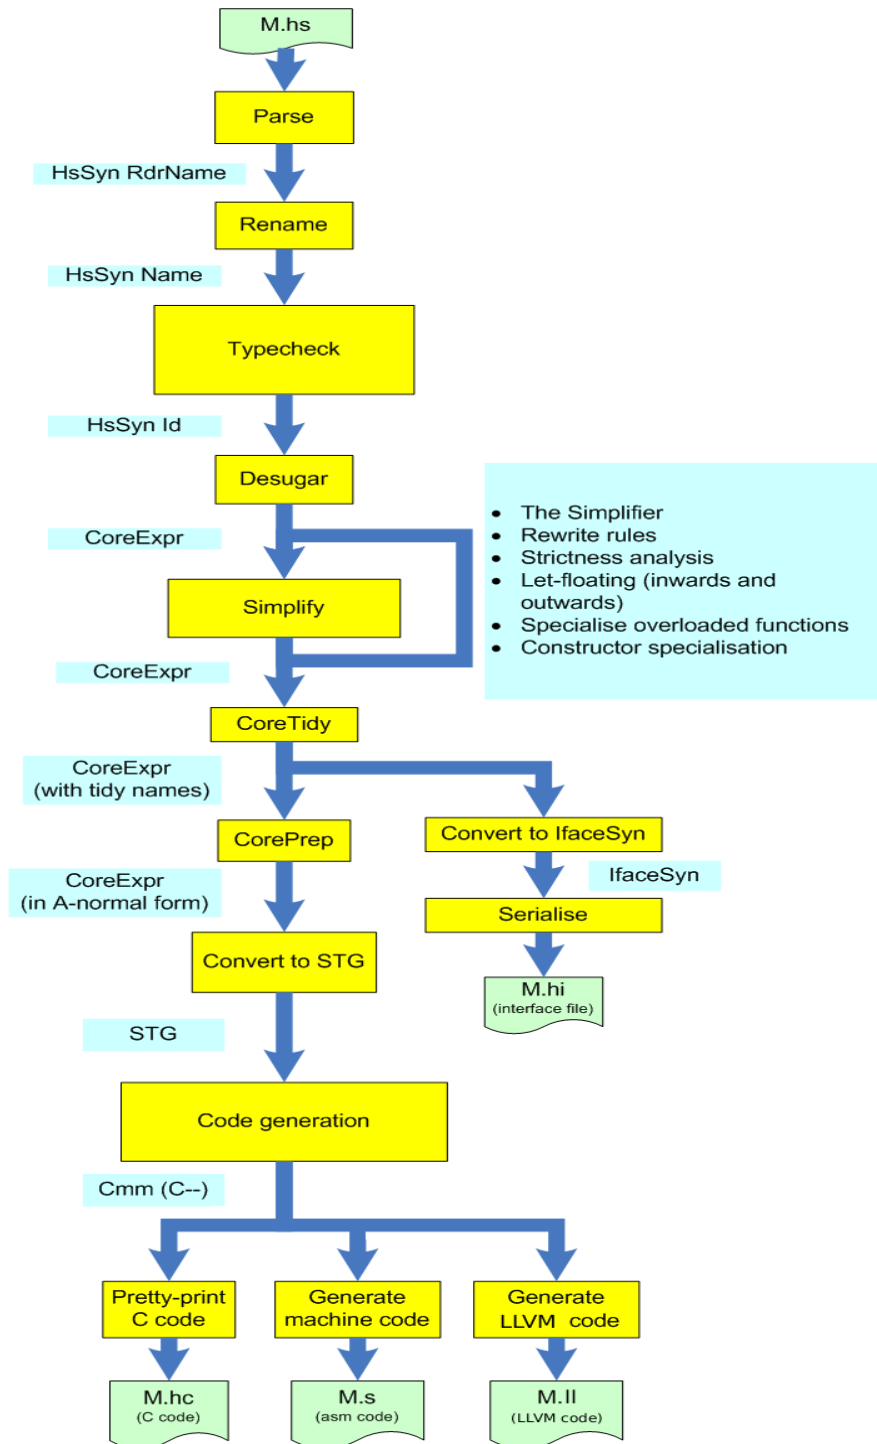 M.hs
Parse
HsSyn RdrName
Rename
HsSyn Name
Typecheck
HsSyn Id
Desugar
CoreExpr
• The Simplifier
• Rewrite rules
• Strictness analysis
• Let-floating (inwards and
outwards)
• Specialise overloaded functions
• Constructor specialisation
Simplify
CoreExpr
CoreTidy
CoreExpr
(with tidy names)
CorePrep
Convert to IfaceSyn
CoreExpr
(in A-normal form)
IfaceSyn
Serialise
Convert to STG
M.hi
(interface file)
STG
Code generation
Cmm (C--)
Pretty-print
C code
Generate
machine code
Generate
LLVM code
M.hc
(C code)
M.s
(asm code)
M.ll
(LLVM code)